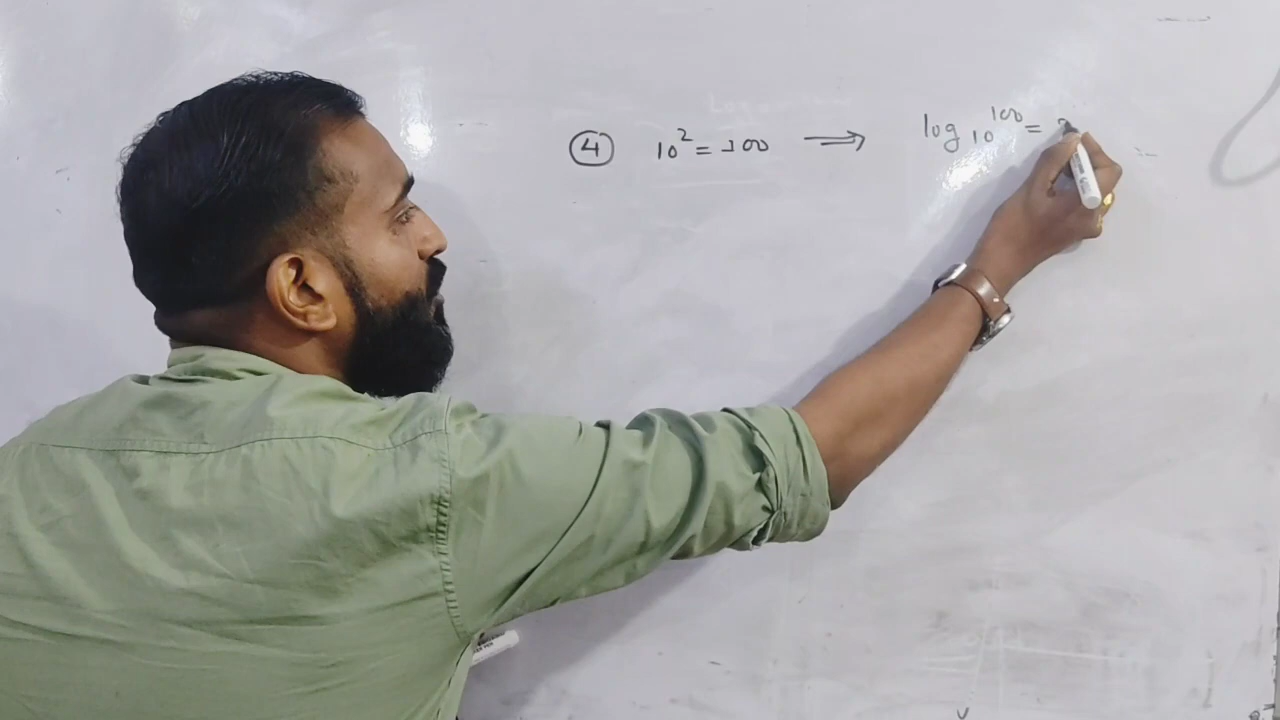 ④ 10² = 100 ⟹ log₁₀ 100 = 2